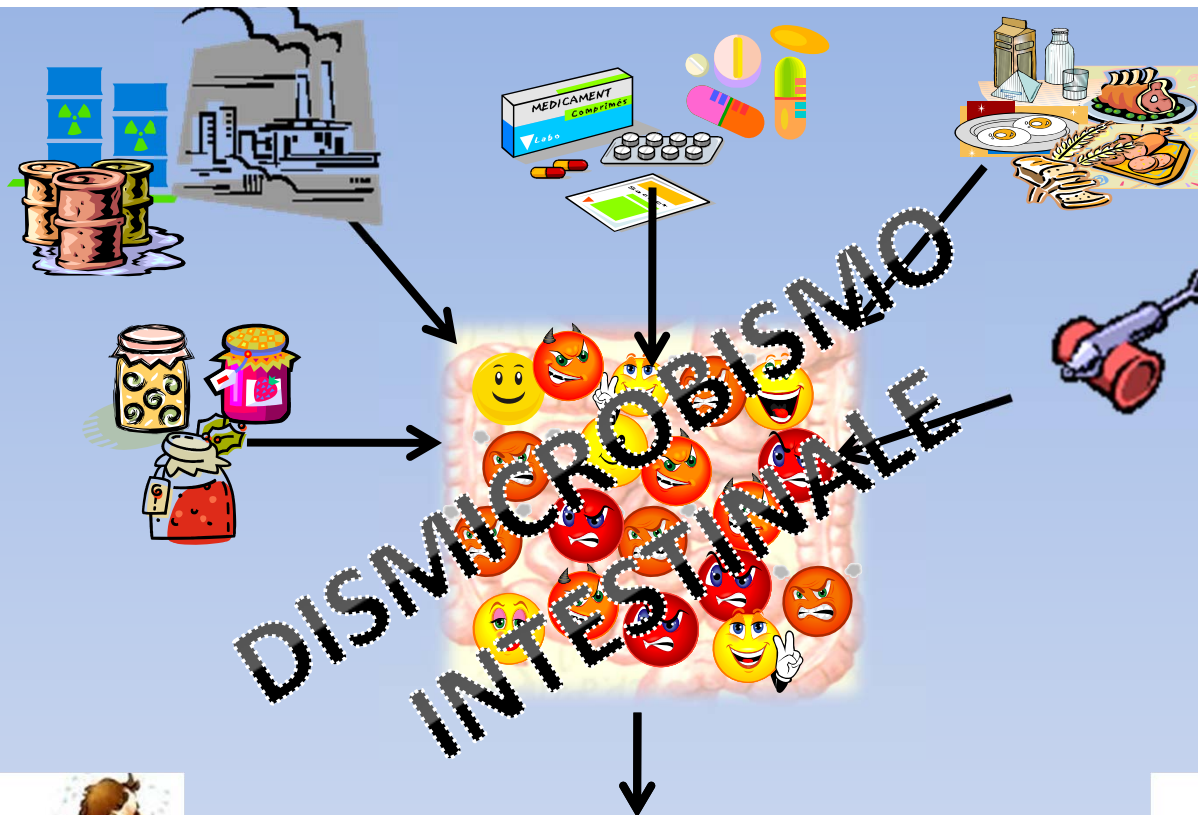 MEDICAMENT
Comprimés
Labo
DISMICROBISMO
INTESTINALE